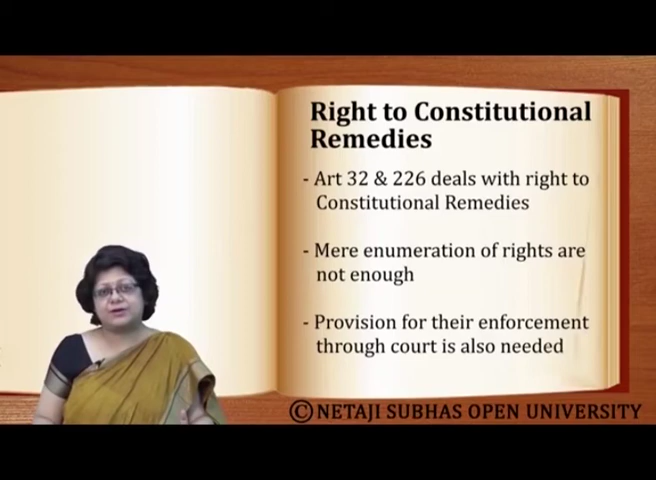 Right to Constitutional
Remedies
- Art 32 & 226 deals with right to
Constitutional Remedies
- Mere enumeration of rights are
not enough
- Provision for their enforcement
through court is also needed
© NETAJI SUBHAS OPEN UNIVERSITY